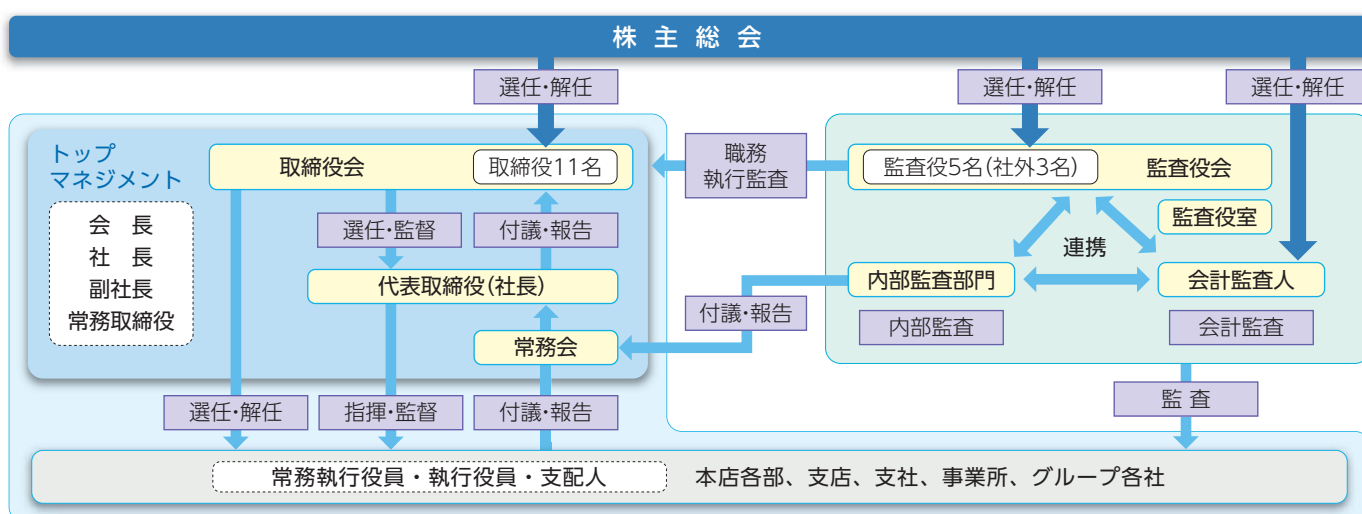 株主総会
選任・解任
選任・解任
選任・解任
トップ
マネジメント
会　長
社　長
副社長
常務取締役
取締役会
取締役11名
職務
執行監査
監査役5名(社外3名)
監査役会
監査役室
選任・監督
付議・報告
連携
代表取締役(社長)
内部監査部門
会計監査人
付議・報告
内部監査
会計監査
常務会
選任・解任
指揮・監督
付議・報告
監 査
常務執行役員・執行役員・支配人
本店各部、支店、支社、事業所、グループ各社